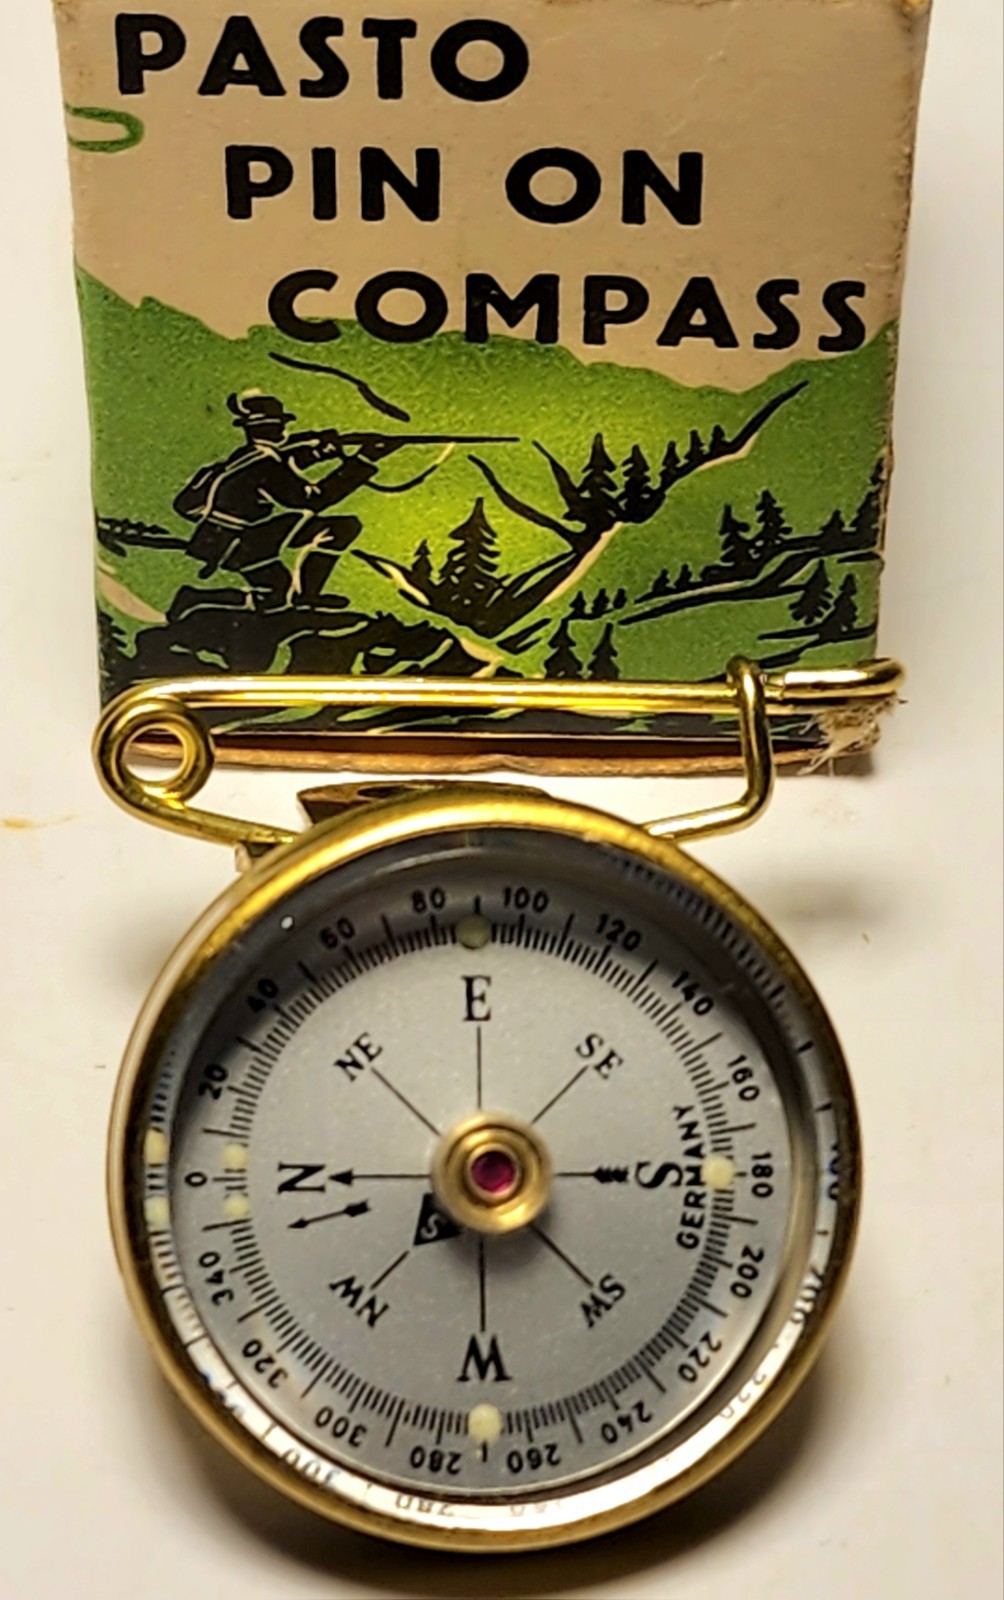 PASTO
PIN ON
COMPASS
80 100
60 120
40 140
E
NE SE
20 160
0 N S 180
GERMANY
S
340 200
NW SW
320 220
W
300 240
280 260